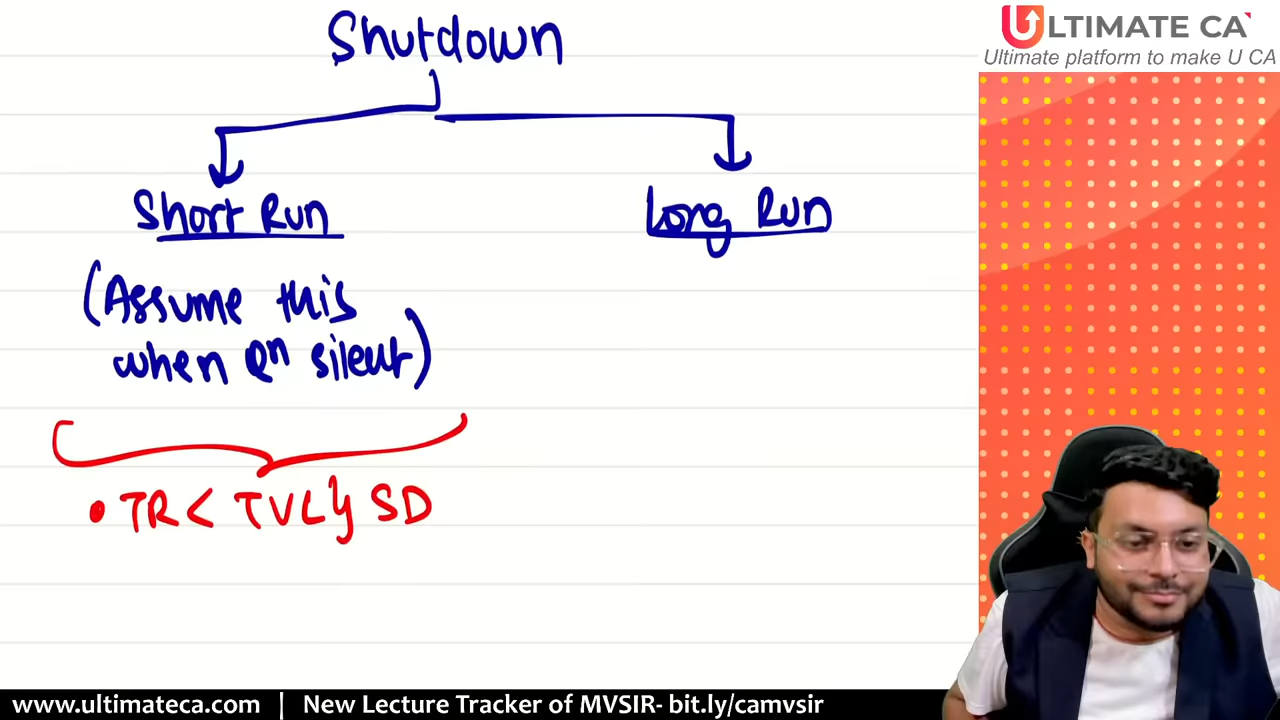 Shutdown
Short Run
Long Run
(Assume this
when Qn silent)
• TR < TVC SD
ULTIMATE CA
Ultimate platform to make U CA
www.ultimateca.com | New Lecture Tracker of MVSIR- bit.ly/camvsir